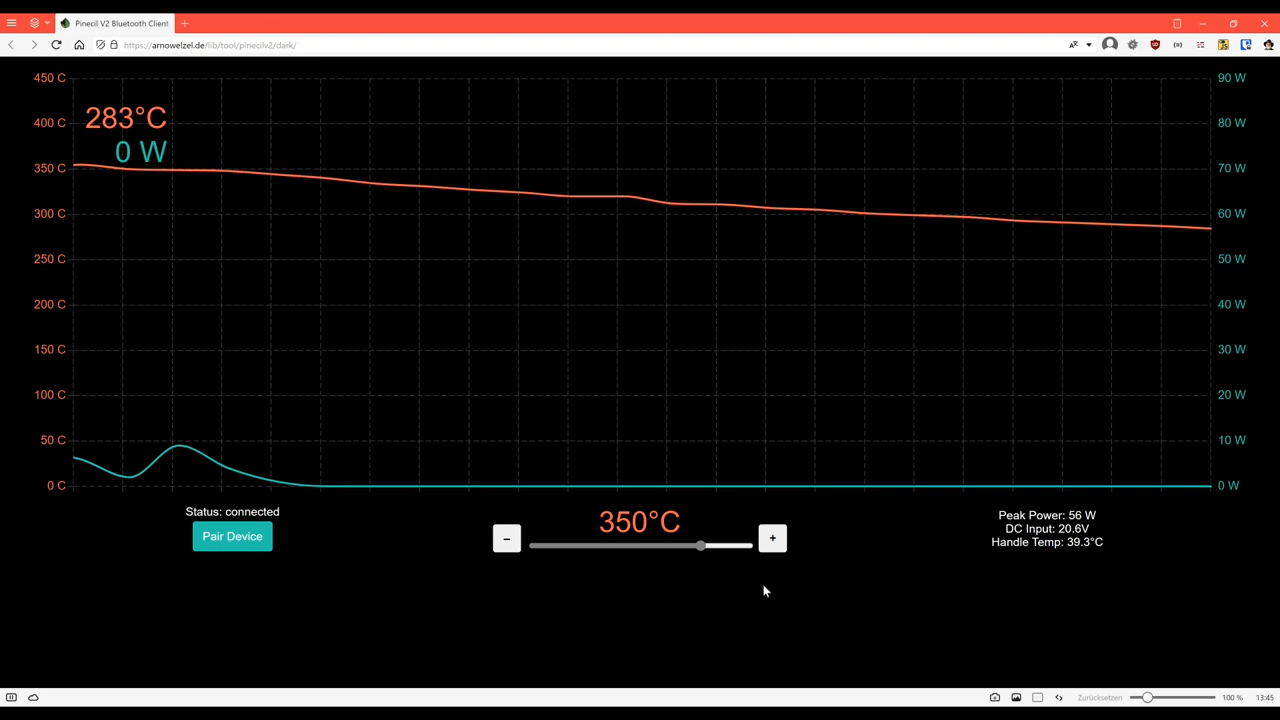 Pinecil V2 Bluetooth Client
https://arnowelzel.de/lib/tool/pinecilv2/dark/
450 C
90 W
283°C
400 C
80 W
0 W
350 C
70 W
300 C
60 W
250 C
50 W
200 C
40 W
150 C
30 W
100 C
20 W
50 C
10 W
0 C
0 W
Status: connected
Pair Device
350°C
–
+
Peak Power: 56 W
DC Input: 20.6V
Handle Temp: 39.3°C
Zurücksetzen
100 %
13:45